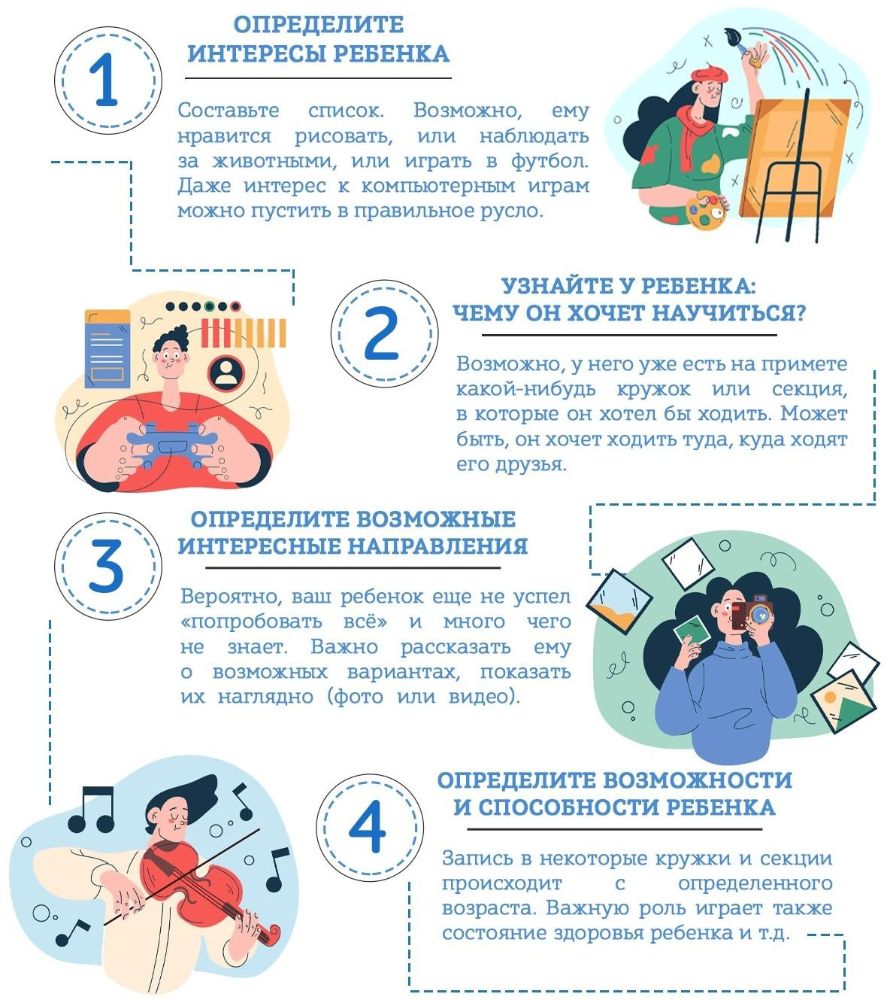 1
ОПРЕДЕЛИТЕ
ИНТЕРЕСЫ РЕБЕНКА
Составьте список. Возможно, ему
нравится рисовать, или наблюдать
за животными, или играть в футбол.
Даже интерес к компьютерным играм
можно пустить в правильное русло.
2
УЗНАЙТЕ У РЕБЕНКА:
ЧЕМУ ОН ХОЧЕТ НАУЧИТЬСЯ?
Возможно, у него уже есть на примете
какой-нибудь кружок или секция,
в которые он хотел бы ходить. Может
быть, он хочет ходить туда, куда ходят
его друзья.
3
ОПРЕДЕЛИТЕ ВОЗМОЖНЫЕ
ИНТЕРЕСНЫЕ НАПРАВЛЕНИЯ
Вероятно, ваш ребенок еще не успел
«попробовать всё» и много чего
не знает. Важно рассказать ему
о возможных вариантах, показать
их наглядно (фото или видео).
4
ОПРЕДЕЛИТЕ ВОЗМОЖНОСТИ
И СПОСОБНОСТИ РЕБЕНКА
Запись в некоторые кружки и секции
происходит с определенного
возраста. Важную роль играет также
состояние здоровья ребенка и т.д.